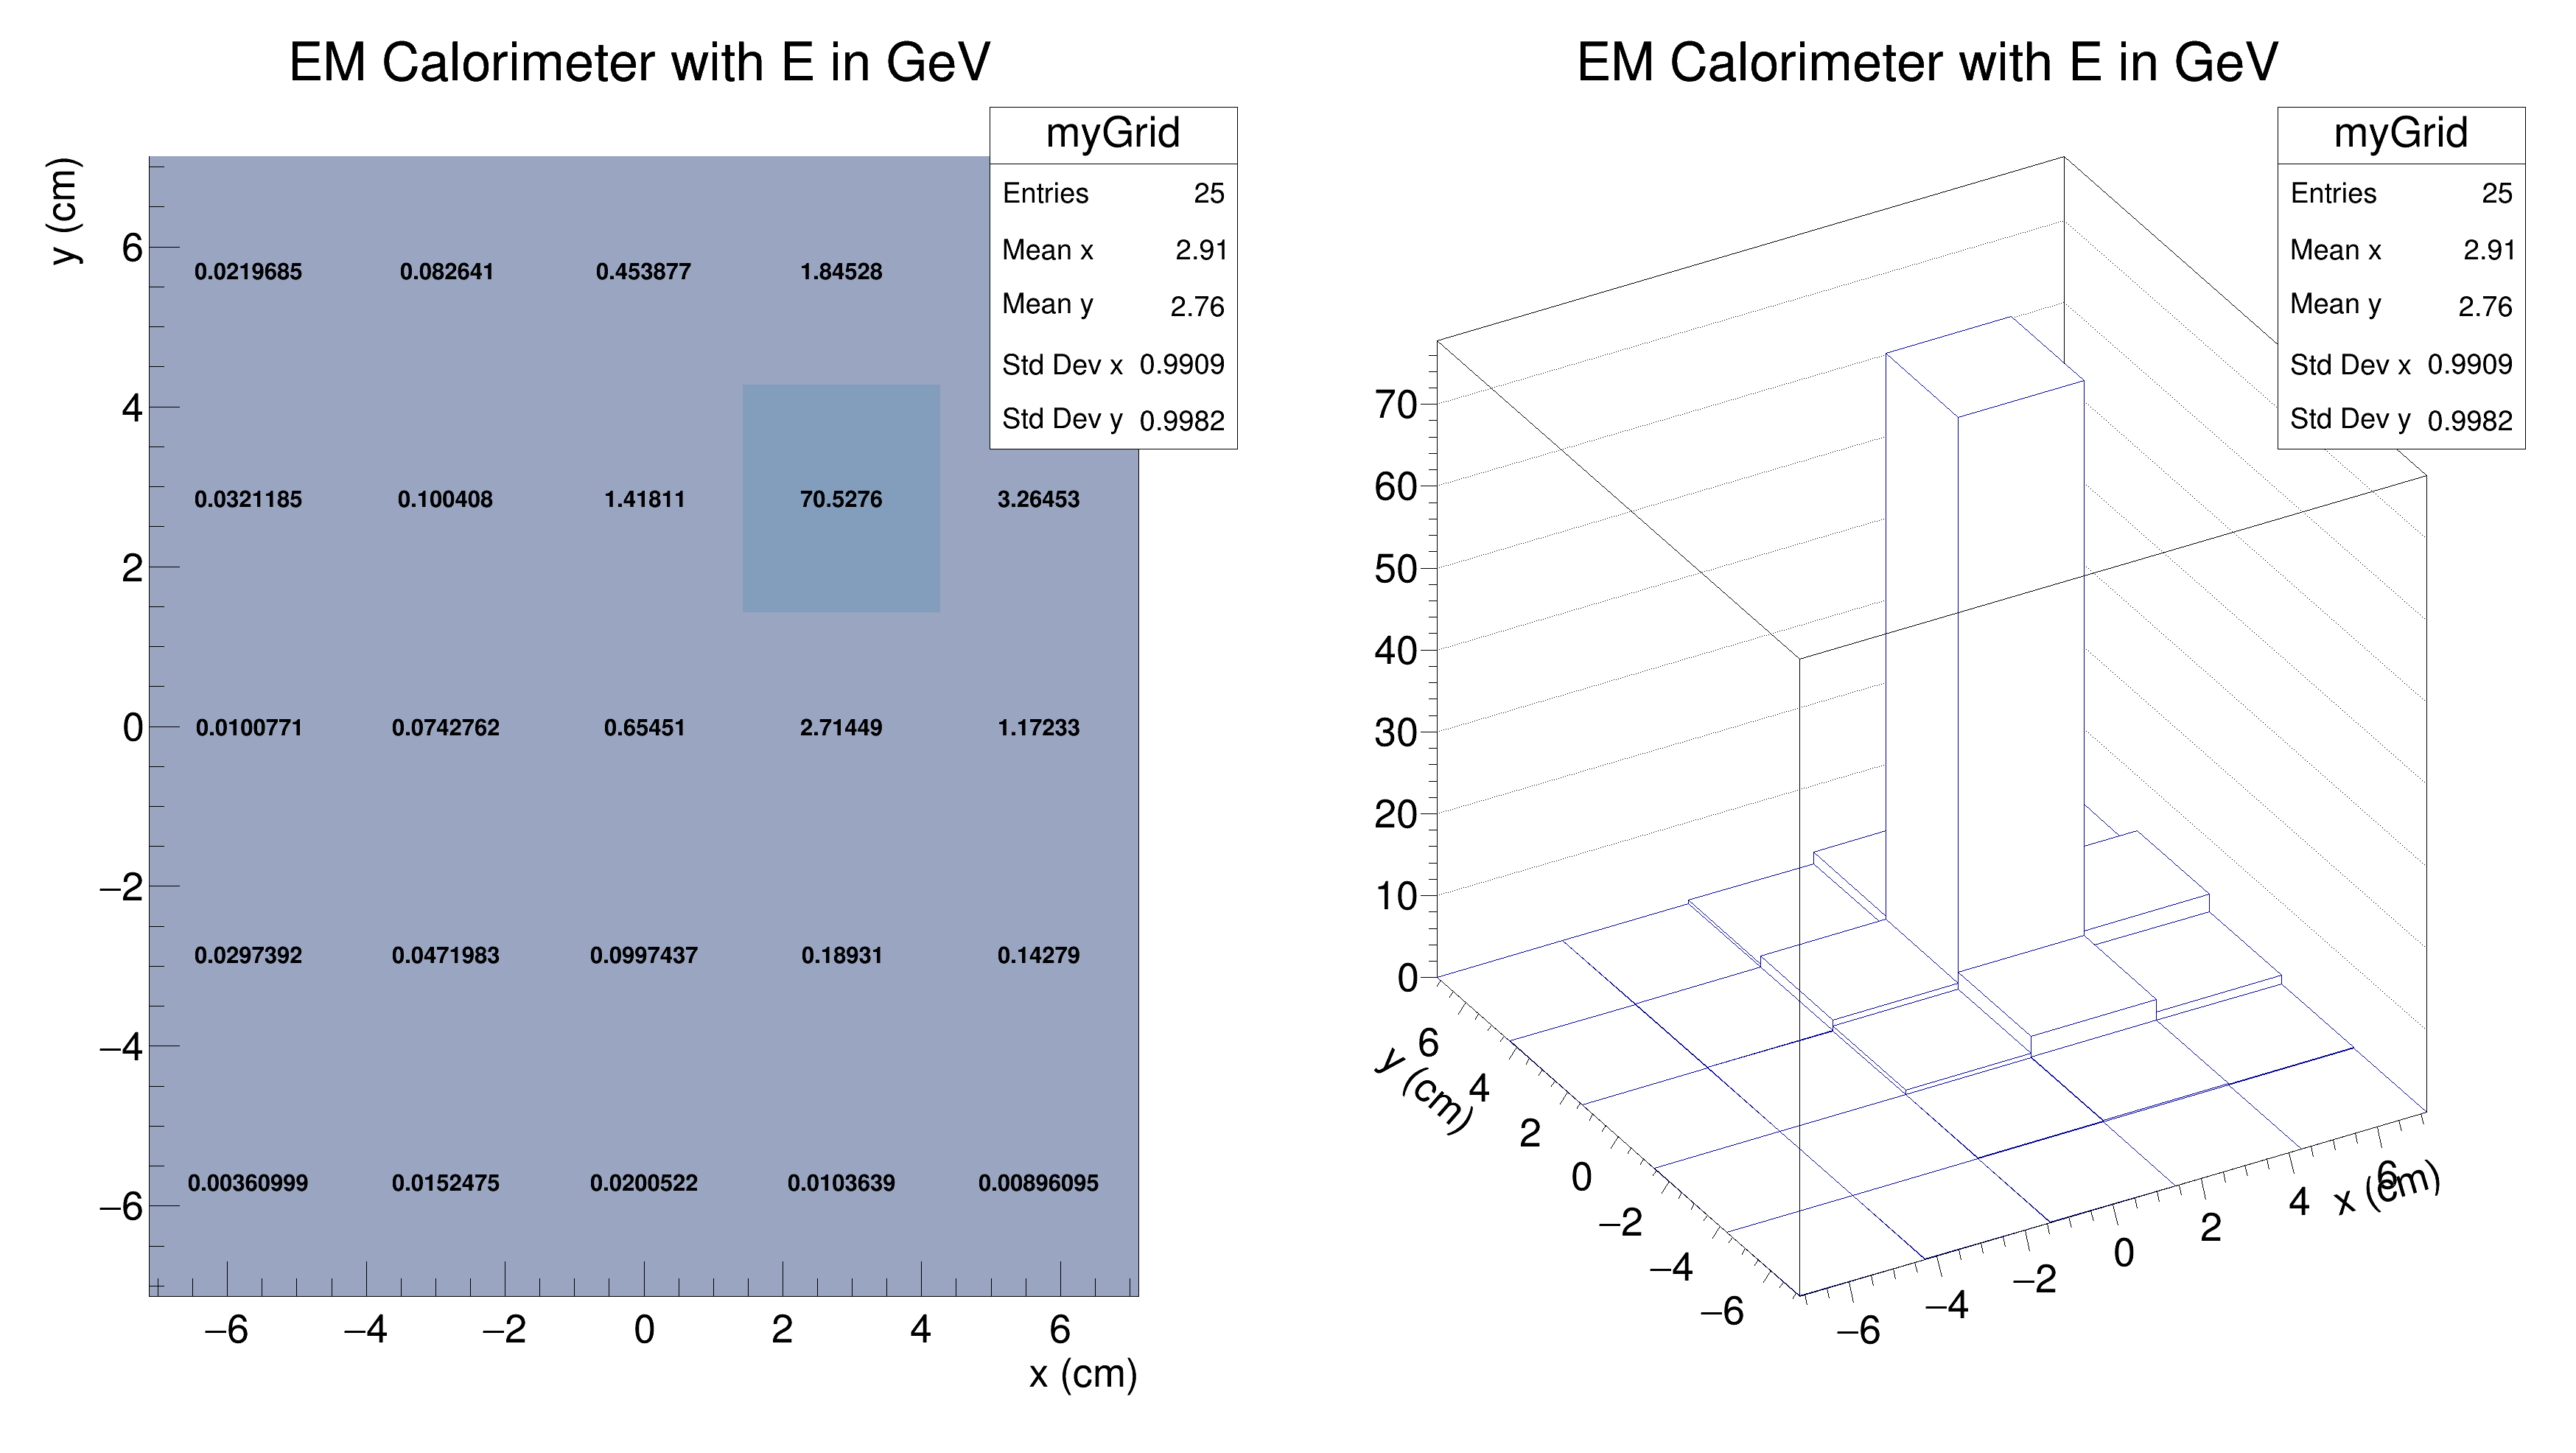 EM Calorimeter with E in GeV
myGrid
Entries 25
Mean x 2.91
Mean y 2.76
Std Dev x 0.9909
Std Dev y 0.9982
y (cm)
6
4
2
0
−2
−4
−6
0.0219685 0.082641 0.453877 1.84528
0.0321185 0.100408 1.41811 70.5276 3.26453
0.0100771 0.0742762 0.65451 2.71449 1.17233
0.0297392 0.0471983 0.0997437 0.18931 0.14279
0.00360999 0.0152475 0.0200522 0.0103639 0.00896095
−6 −4 −2 0 2 4 6
x (cm)
EM Calorimeter with E in GeV
myGrid
Entries 25
Mean x 2.91
Mean y 2.76
Std Dev x 0.9909
Std Dev y 0.9982
70
60
50
40
30
20
10
0
6
4
2
0
−2
−4
−6
y (cm)
−6 −4 −2 0 2 4 6
x (cm)